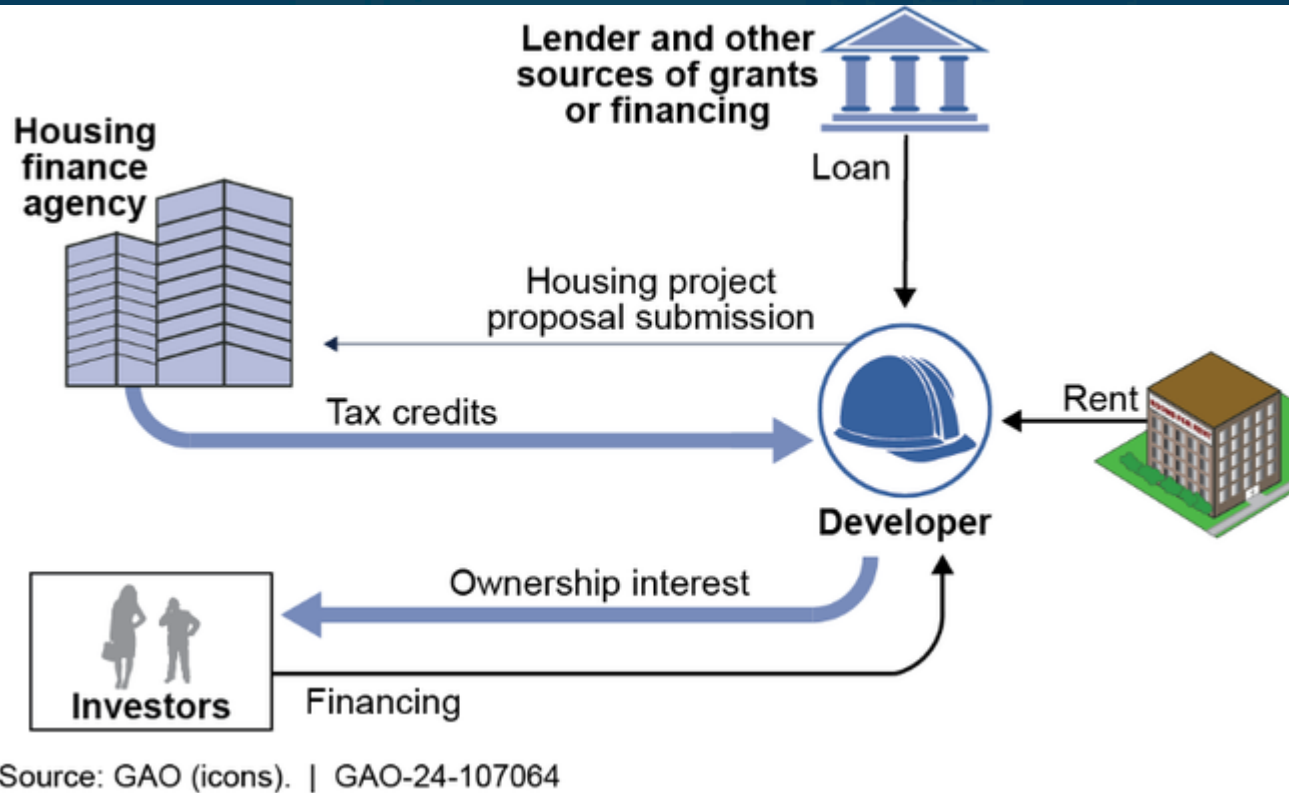 Lender and other
sources of grants
or financing
Housing
finance
agency
Loan
Housing project
proposal submission
Tax credits
Rent
Developer
Ownership interest
Investors
Financing
Source: GAO (icons). | GAO-24-107064